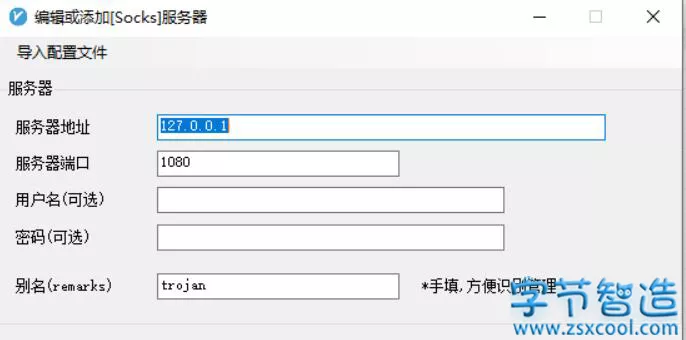 编辑或添加[Socks]服务器
导入配置文件
服务器
服务器地址 127.0.0.1
服务器端口 1080
用户名(可选)
密码(可选)
别名(remarks) trojan *手填,方便识别管理
字节智造
www.zsxcool.com